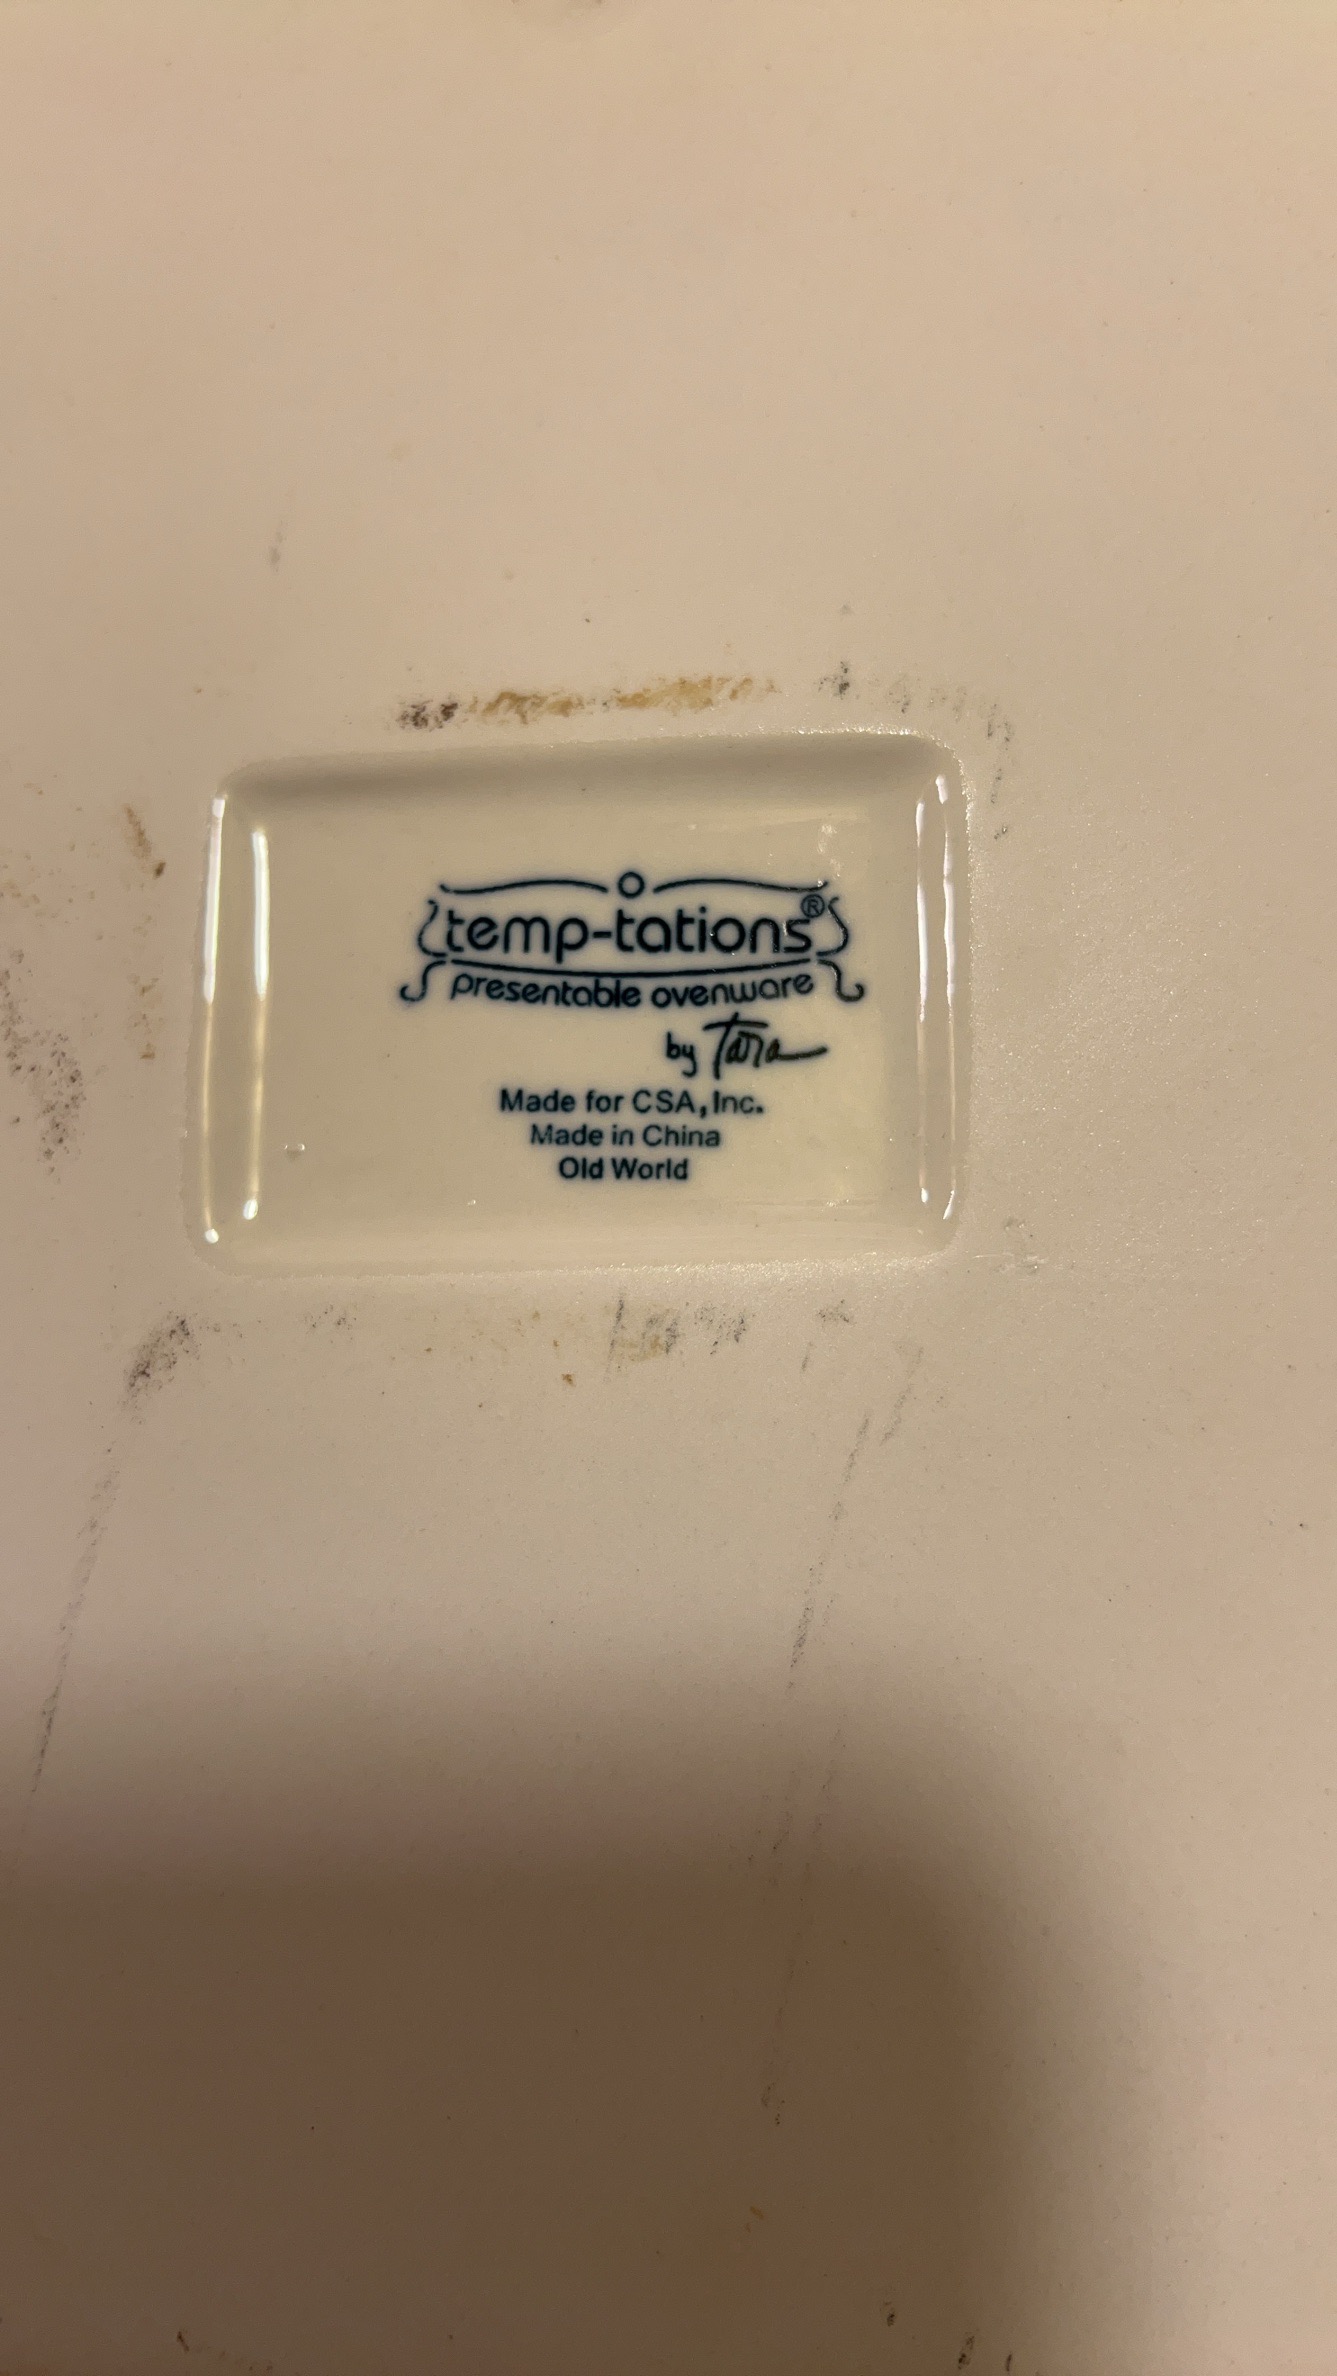 temp-tations®
presentable ovenware
by Tara
Made for CSA, Inc.
Made in China
Old World